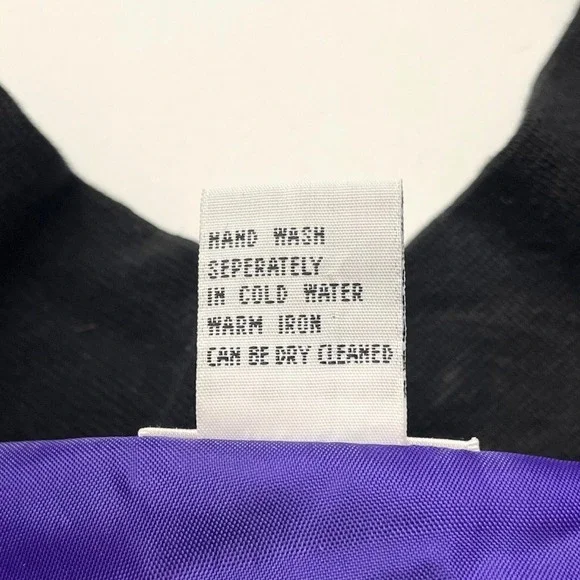 HAND WASH
SEPERATELY
IN COLD WATER
WARM IRON
CAN BE DRY CLEANED